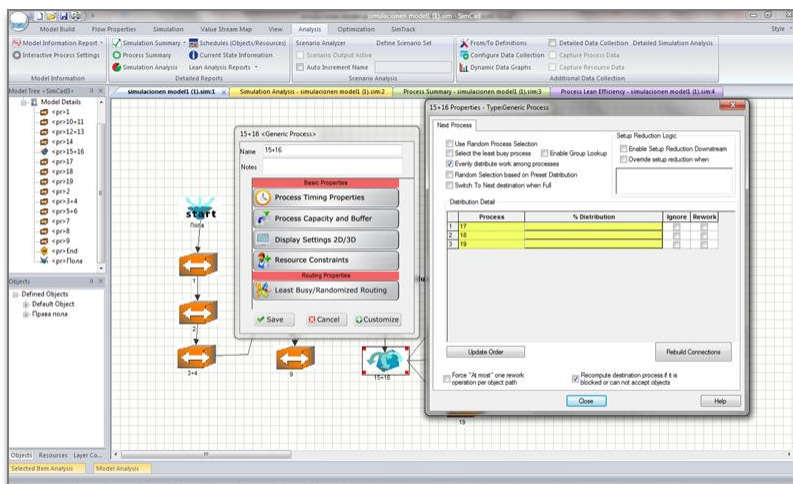 simulacionen model1 (1).sim - SimCad
Model Build Flow Properties Simulation Value Stream Map View Analysis Optimization SimTrack Style
Model Information Report Simulation Summary Schedules (Objects/Resources) Scenario Analyzer Define Scenario Set From/To Definitions Detailed Data Collection Detailed Simulation Analysis
Interactive Process Settings Process Summary Current State Information Scenario Output Active Configure Data Collection Capture Process Data
Simulation Analysis Lean Analysis Reports Auto Increment Name Dynamic Data Graphs Capture Resource Data
Model Information Detailed Reports Scenario Analysis Additional Data Collection
Model Tree <SimCad3>
simulacionen model1 (1).sim:1 Simulation Analysis - simulacionen model1 (1).sim:2 Process Summary - simulacionen model1 (1).sim:3 Process Lean Efficiency - simulacionen model1 (1).sim:4
Model Details
<pr>1
<pr>10+11
<pr>12+13
<pr>14
<pr>15+16
<pr>17
<pr>18
<pr>19
<pr>2
<pr>3+4
<pr>5+6
<pr>7
<pr>8
<pr>9
<pr>End
<pr>Пола
Objects
Defined Objects
Default Object
Права пола
Objects Resources Layer Co...
Selected Item Analysis Model Analysis
start
Пола
1
2
3+4
9
15+16
19
15+16 <Generic Process>
Name 15+16
Notes
Basic Properties
Process Timing Properties
Process Capacity and Buffer
Display Settings 2D/3D
Resource Constraints
Routing Properties
Least Busy/Randomized Routing
Save Cancel Customize
15+16 Properties - Type:Generic Process
Next Process
Use Random Process Selection
Select the least busy process Enable Group Lookup
Evenly distribute work among processes
Random Selection based on Preset Distribution
Switch To Next destination when Full
Setup Reduction Logic
Enable Setup Reduction Downstream
Override setup reduction when
Distribution Detail
Process % Distribution Ignore Rework
1 17
2 18
3 19
Update Order Rebuild Connections
Force "At most" one rework
operation per object path
Recompute destination process if it is
blocked or can not accept objects
Close Help